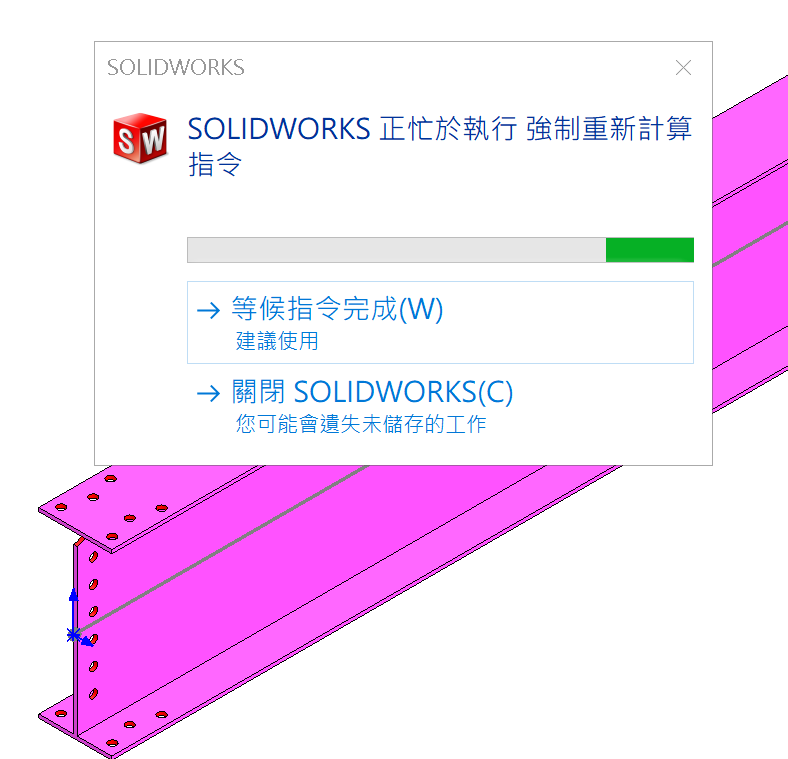 SOLIDWORKS
SW
SOLIDWORKS 正忙於執行 強制重新計算
指令
→ 等候指令完成(W)
建議使用
→ 關閉 SOLIDWORKS(C)
您可能會遺失未儲存的工作